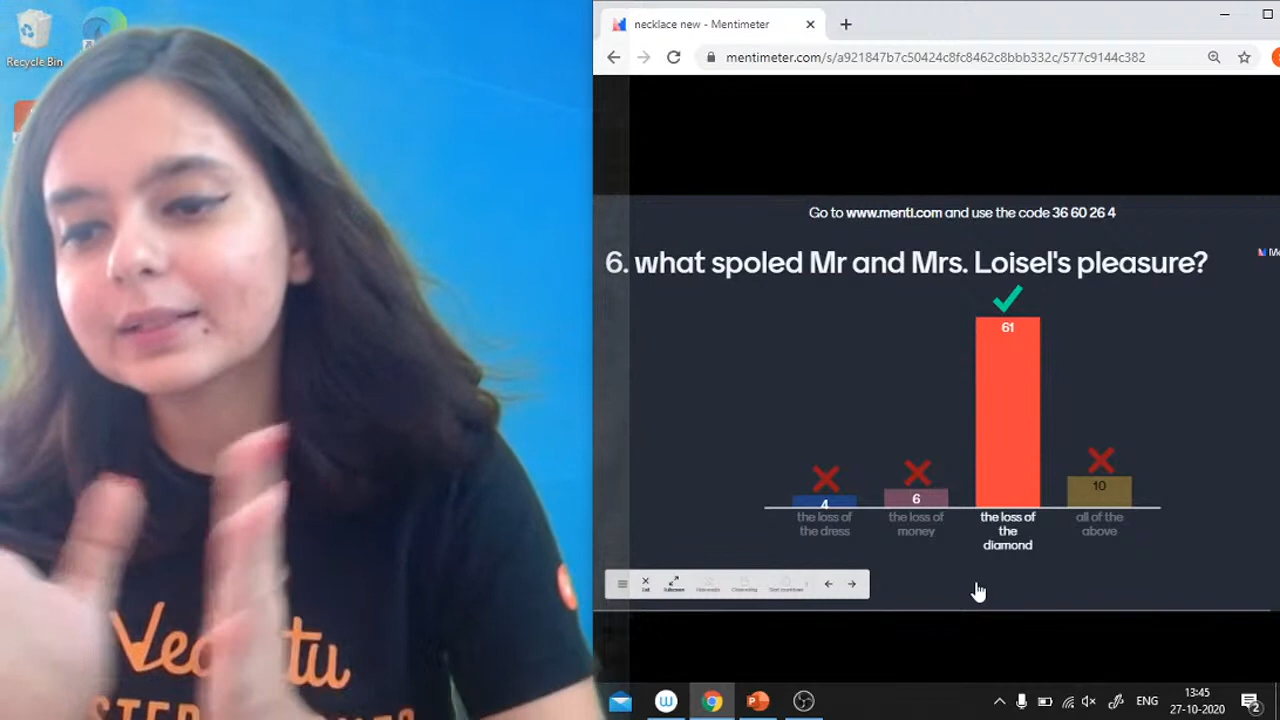 Recycle Bin
necklace new - Mentimeter
mentimeter.com/s/a921847b7c50424c8fc8462c8bbb332c/577c9144c382
Go to www.menti.com and use the code 36 60 26 4
6. what spoled Mr and Mrs. Loisel's pleasure?
61
4
6
10
the loss of
the dress
the loss of
money
the loss of
the
diamond
all of the
above
Exit
Fullscreen
ENG
13:45
27-10-2020
2